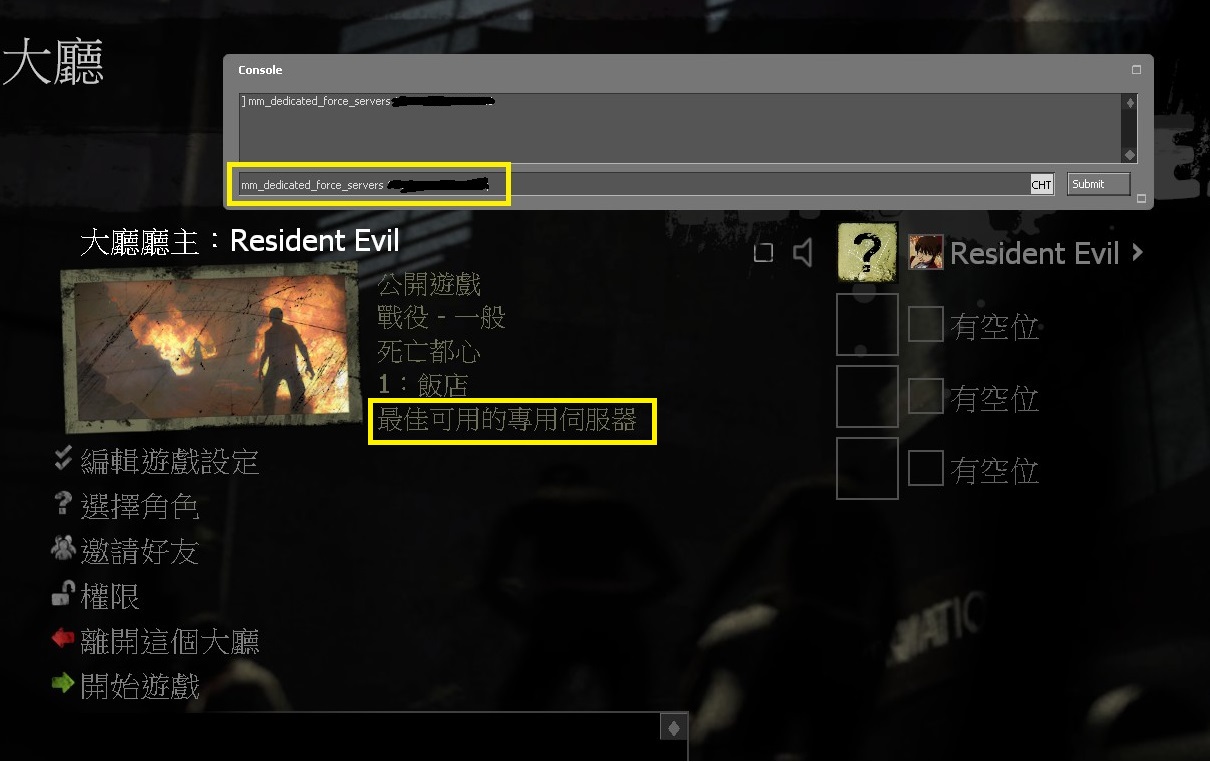 大廳
Console
] mm_dedicated_force_servers
mm_dedicated_force_servers
CHT
Submit
大廳廳主：Resident Evil
公開遊戲
戰役 - 一般
死亡都心
1：飯店
最佳可用的專用伺服器
編輯遊戲設定
選擇角色
邀請好友
權限
離開這個大廳
開始遊戲
Resident Evil
有空位
有空位
有空位